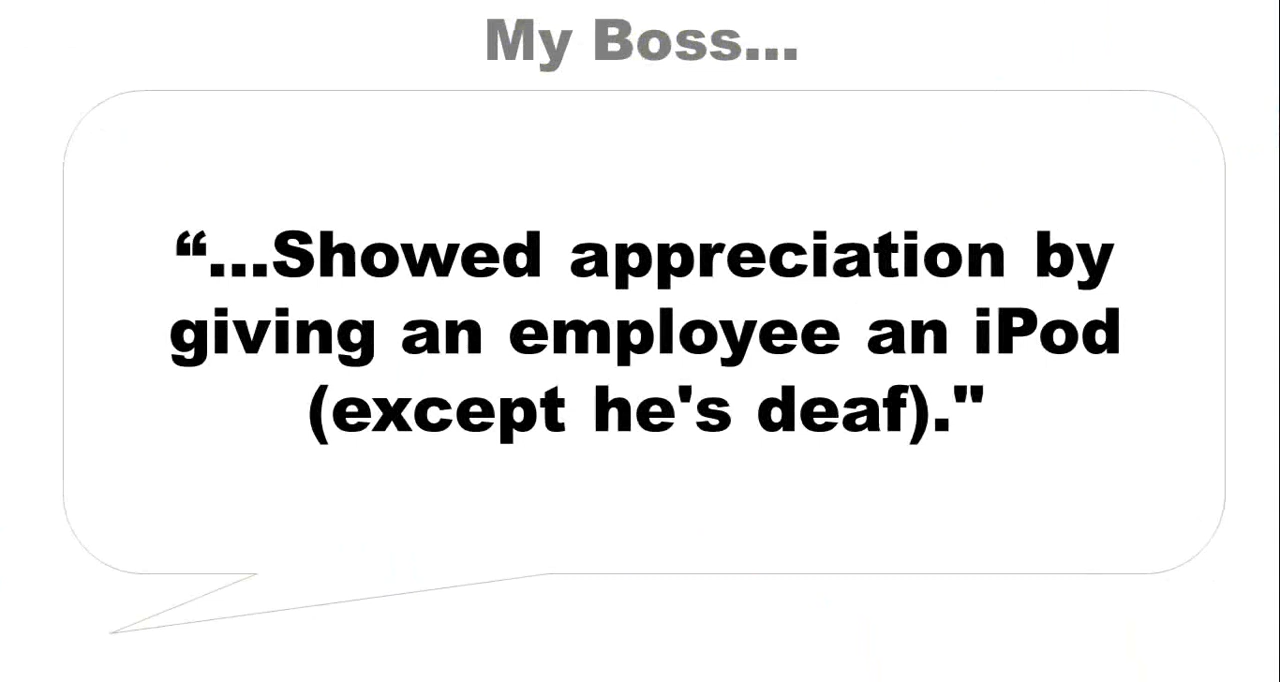 My Boss...
“...Showed appreciation by
giving an employee an iPod
(except he's deaf)."